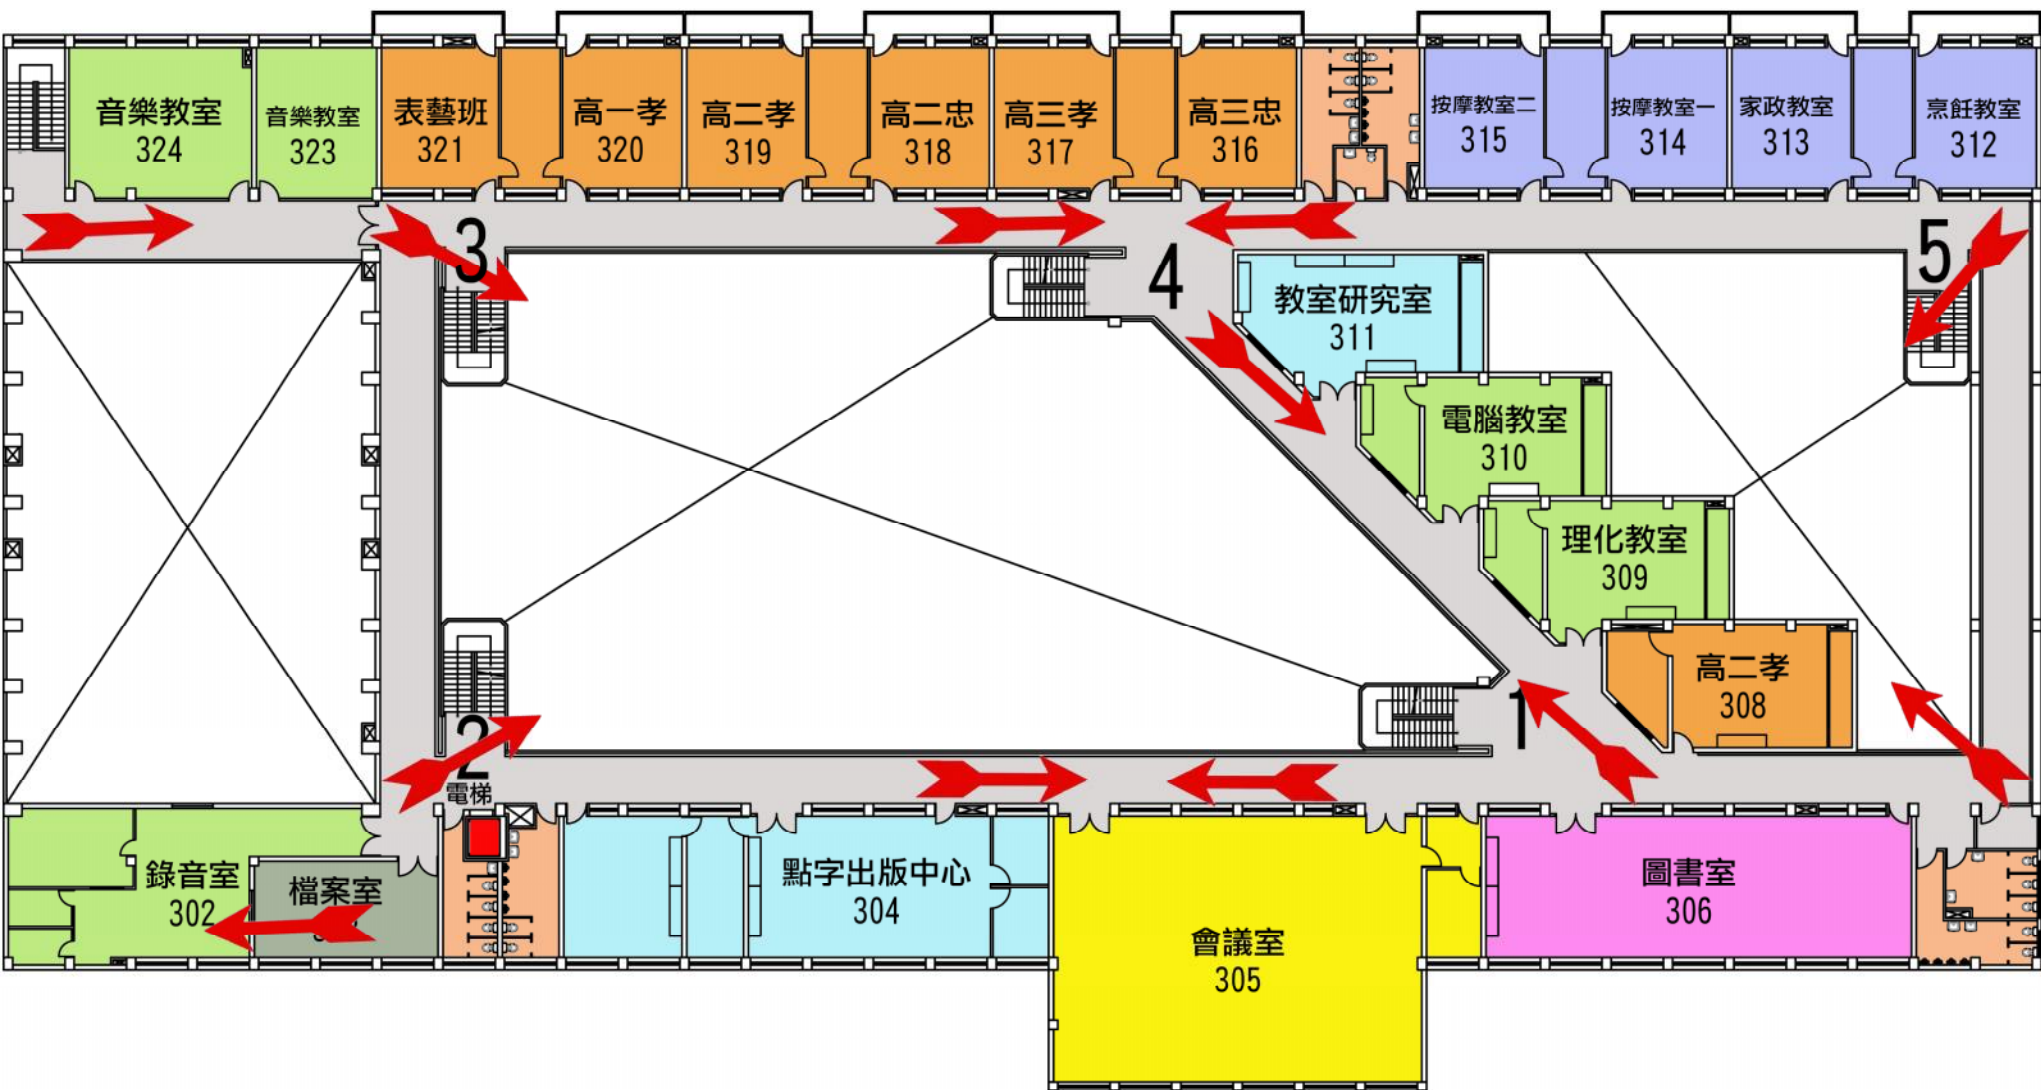 音樂教室
324
音樂教室
323
表藝班
321
高一孝
320
高二孝
319
高二忠
318
高三孝
317
高三忠
316
按摩教室二
315
按摩教室一
314
家政教室
313
烹飪教室
312
3
4
5
教室研究室
311
電腦教室
310
理化教室
309
高二孝
308
1
2
電梯
錄音室
302
檔案室
點字出版中心
304
會議室
305
圖書室
306